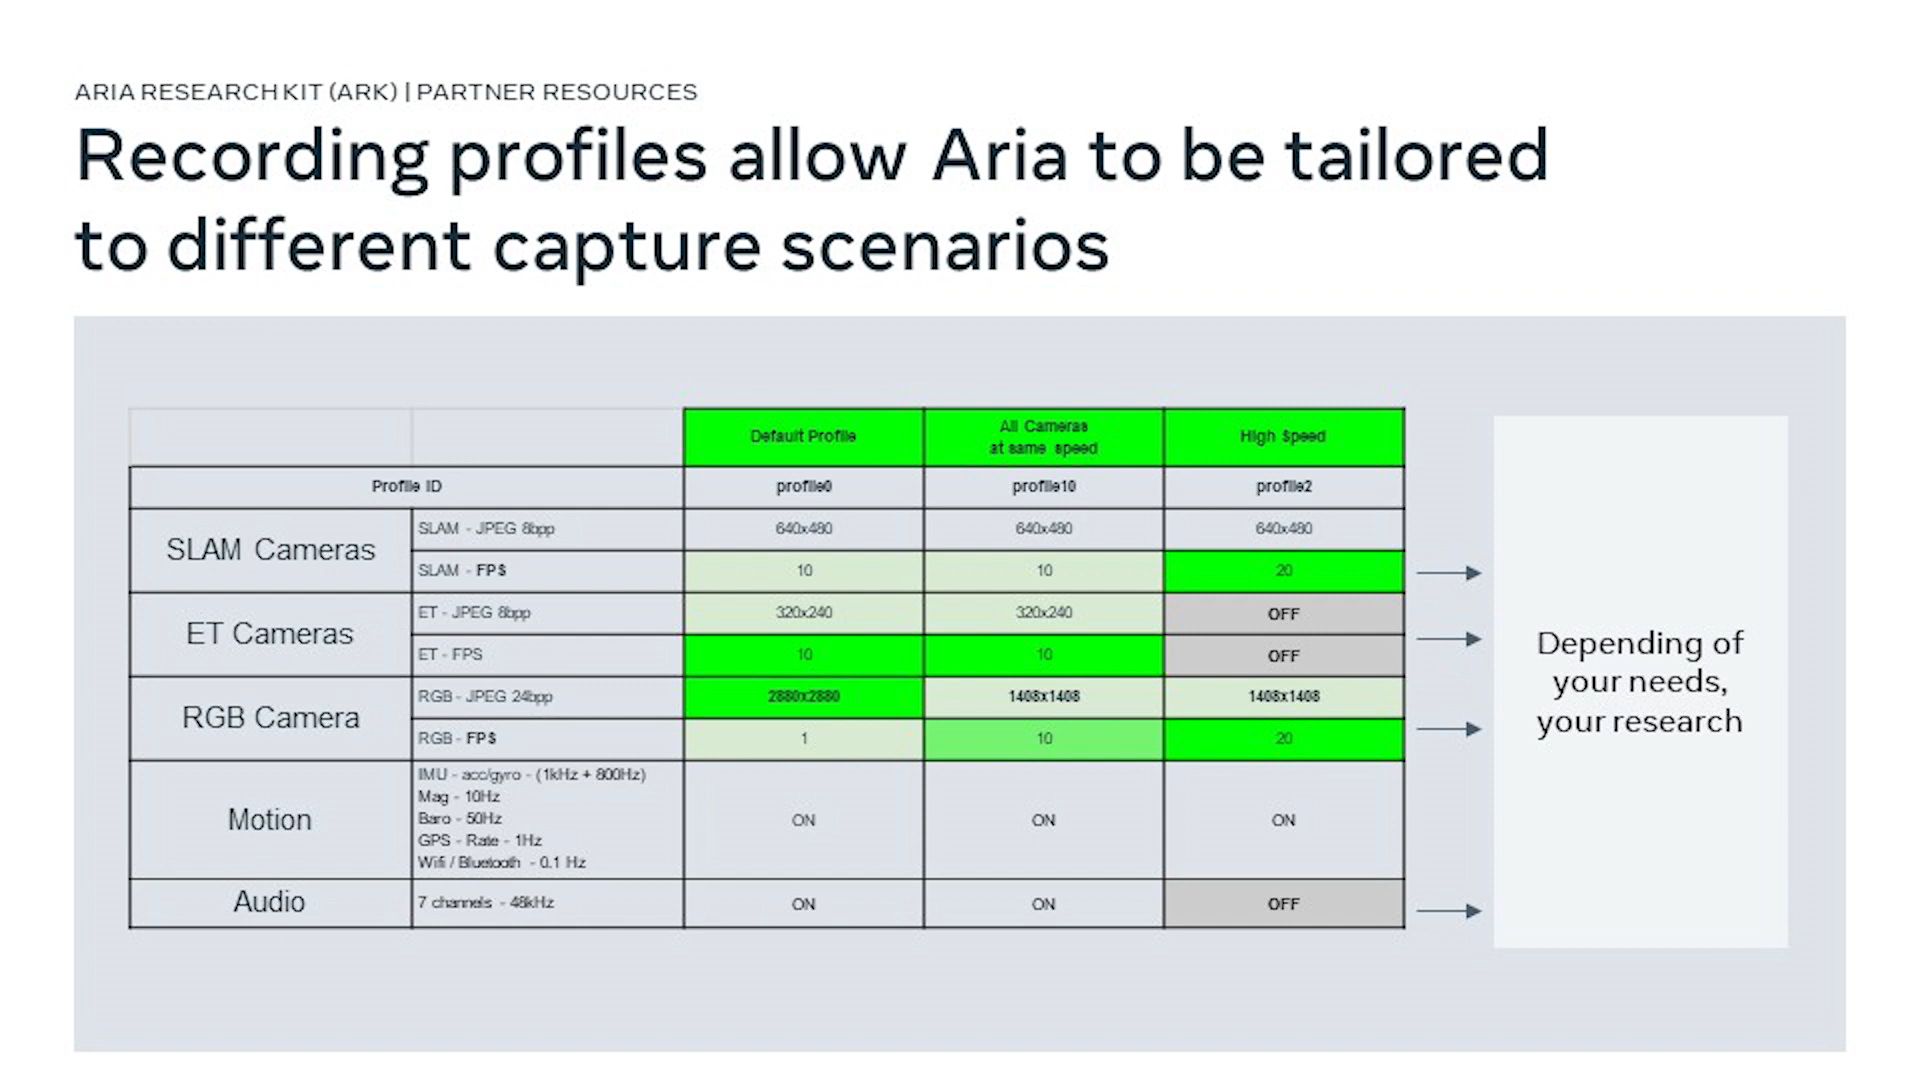 ARIA RESEARCH KIT (ARK) | PARTNER RESOURCES
Recording profiles allow Aria to be tailored
to different capture scenarios
Default Profile
All Cameras
at same speed
High Speed
Profile ID
profile0
profile10
profile2
SLAM Cameras
SLAM - JPEG 8bpp
640x480
640x480
640x480
SLAM - FPS
10
10
20
ET Cameras
ET - JPEG 8bpp
320x240
320x240
OFF
ET - FPS
10
10
OFF
RGB Camera
RGB - JPEG 24bpp
2880x2880
1408x1408
1408x1408
RGB - FPS
1
10
20
Motion
IMU - acc/gyro - (1kHz + 800Hz)
Mag - 10Hz
Baro - 50Hz
GPS - Rate - 1Hz
Wifi / Bluetooth - 0.1 Hz
ON
ON
ON
Audio
7 channels - 48kHz
ON
ON
OFF
Depending of
your needs,
your research